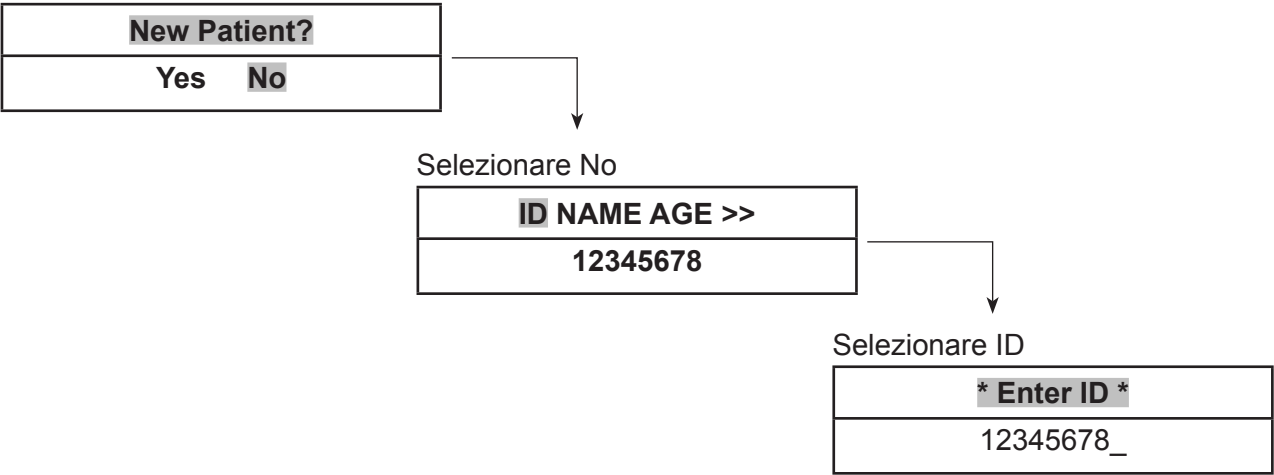 New Patient?
Yes No
Selezionare No
ID NAME AGE >>
12345678
Selezionare ID
* Enter ID *
12345678_